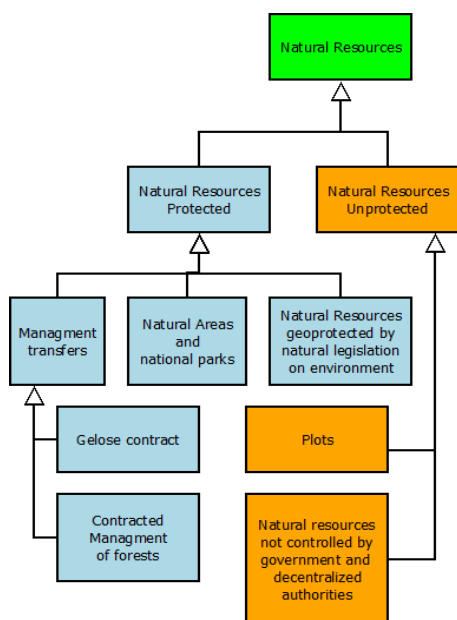 Natural Resources
Natural Resources
Protected
Natural Resources
Unprotected
Managment
transfers
Natural Areas
and
national parks
Natural Resources
geoprotected by
natural legislation
on environment
Gelose contract
Plots
Contracted
Managment
of forests
Natural resources
not controlled by
government and
decentralized
authorities